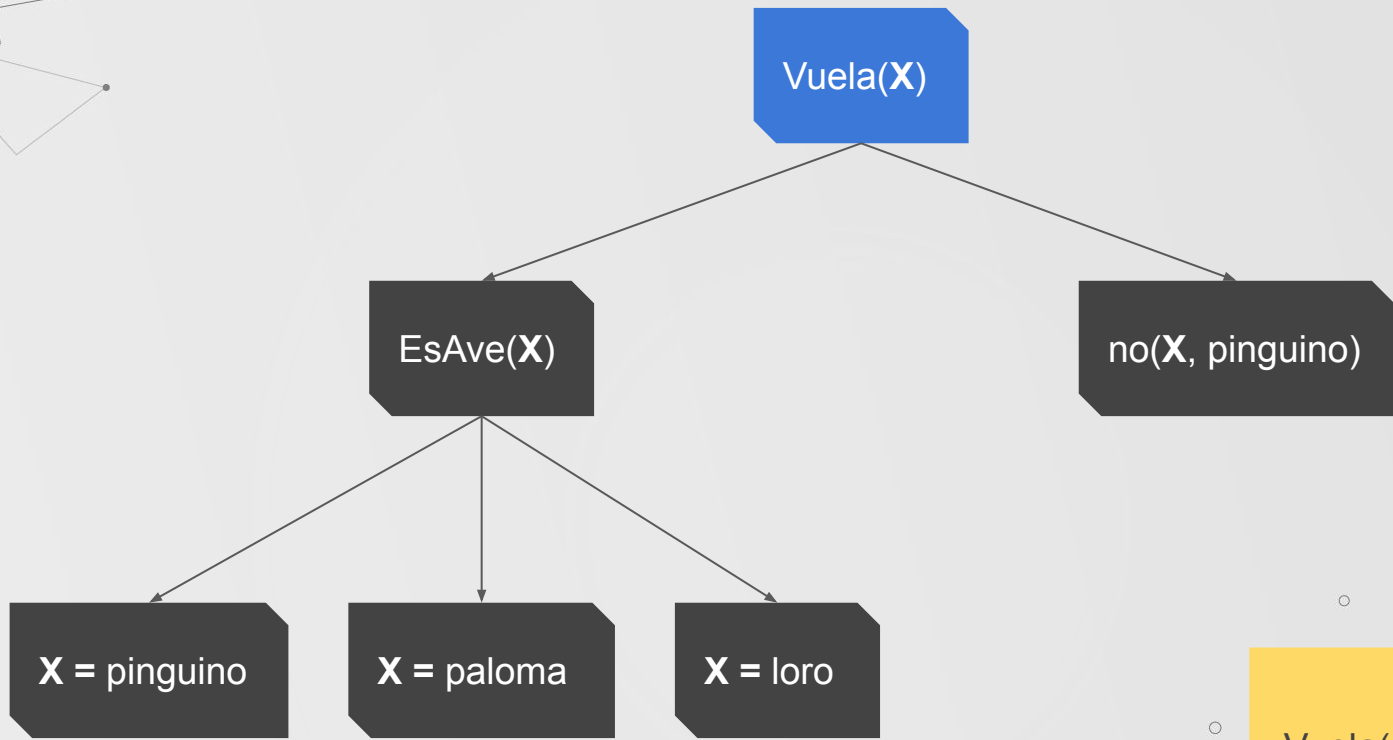 Vuela(X)
EsAve(X)
no(X, pinguino)
X = pinguino
X = paloma
X = loro